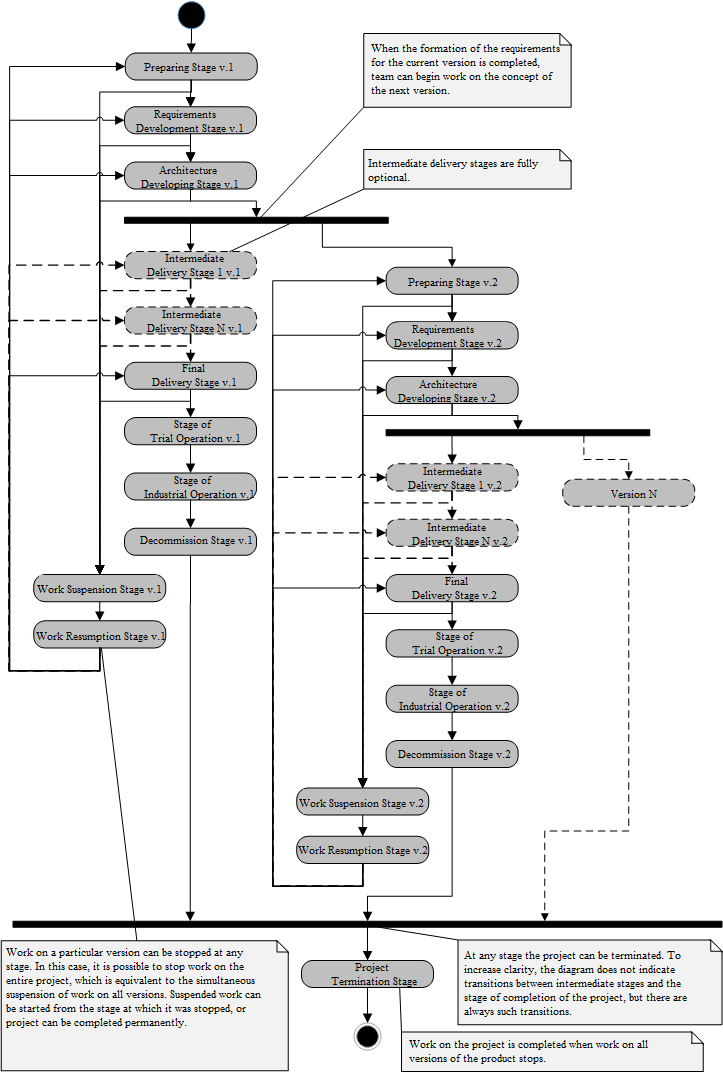 Preparing Stage v.1
Requirements
Development Stage v.1
Architecture
Developing Stage v.1
When the formation of the requirements
for the current version is completed,
team can begin work on the concept of
the next version.
Intermediate delivery stages are fully
optional.
Intermediate
Delivery Stage 1 v.1
Intermediate
Delivery Stage N v.1
Final
Delivery Stage v.1
Stage of
Trial Operation v.1
Stage of
Industrial Operation v.1
Decommission Stage v.1
Work Suspension Stage v.1
Work Resumption Stage v.1
Preparing Stage v.2
Requirements
Development Stage v.2
Architecture
Developing Stage v.2
Intermediate
Delivery Stage 1 v.2
Intermediate
Delivery Stage N v.2
Final
Delivery Stage v.2
Stage of
Trial Operation v.2
Stage of
Industrial Operation v.2
Decommission Stage v.2
Work Suspension Stage v.2
Work Resumption Stage v.2
Version N
Work on a particular version can be stopped at any
stage. In this case, it is possible to stop work on the
entire project, which is equivalent to the simultaneous
suspension of work on all versions. Suspended work can
be started from the stage at which it was stopped, or
project can be completed permanently.
Project
Termination Stage
At any stage the project can be terminated. To
increase clarity, the diagram does not indicate
transitions between intermediate stages and the
stage of completion of the project, but there are
always such transitions.
Work on the project is completed when work on all
versions of the product stops.